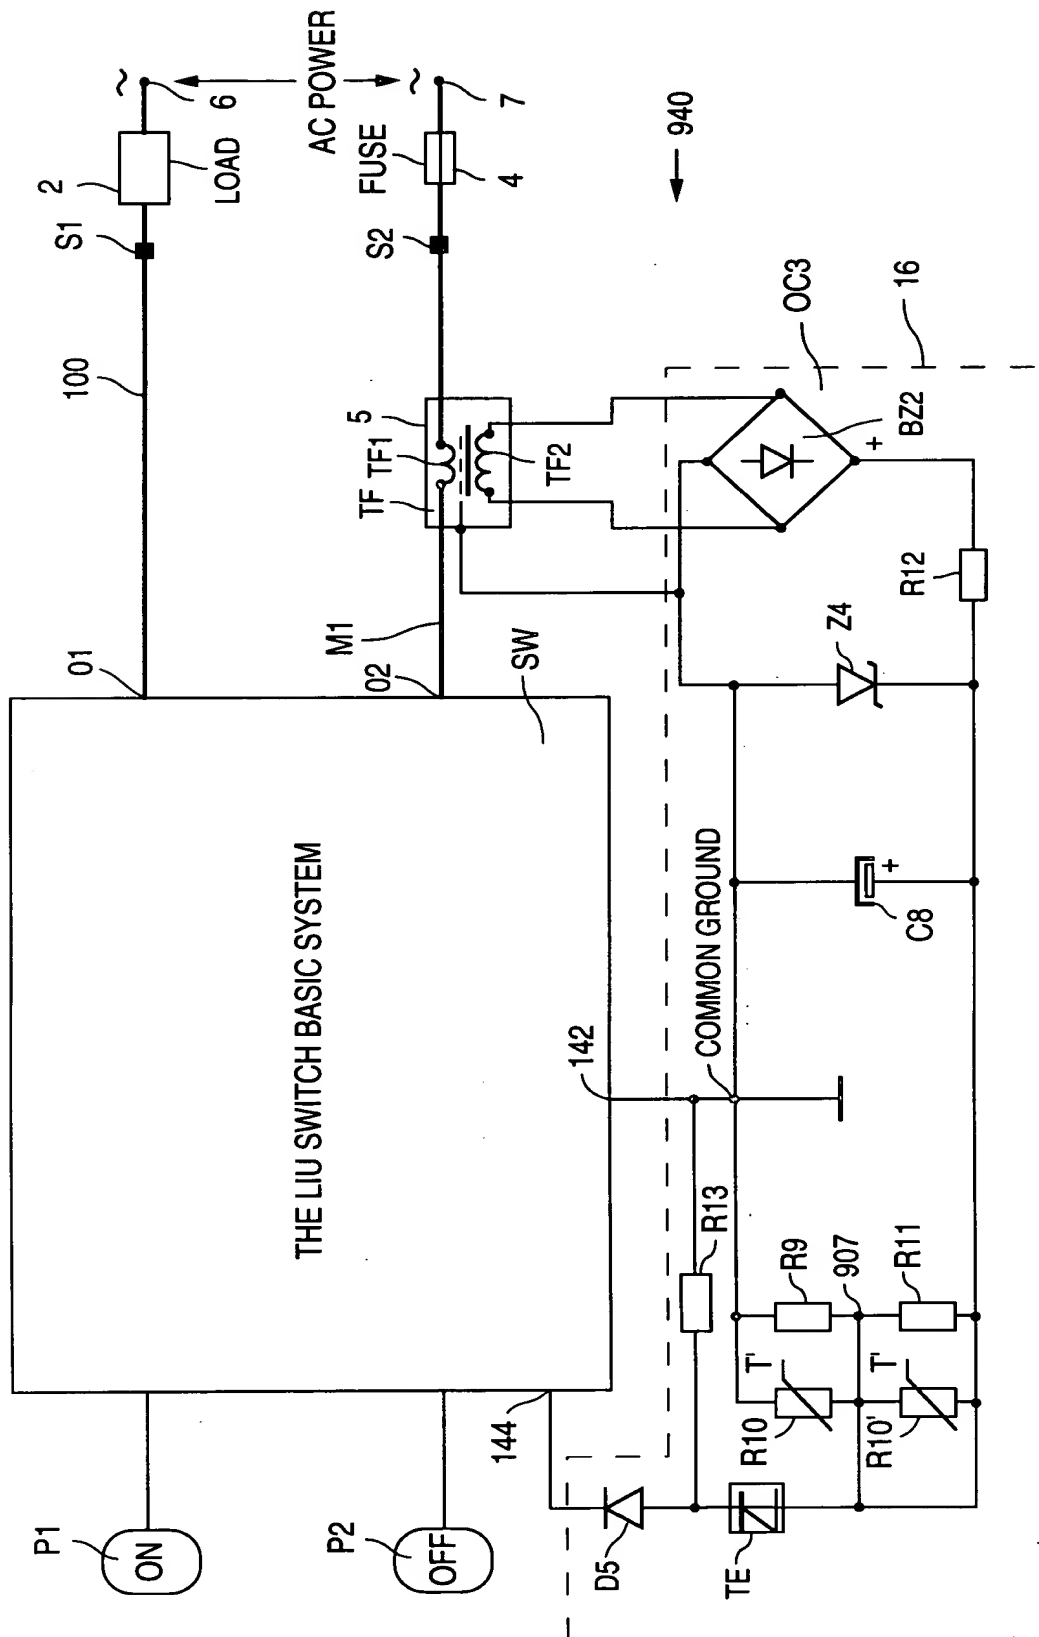 P1
ON
P2
OFF
THE LIU SWITCH BASIC SYSTEM
SW
O1
O2
142
144
100
M1
S1
S2
2
LOAD
~
6
AC POWER
FUSE
4
~
7
940
5
TF
TF1
TF2
16
OC3
BZ2
+
R12
Z4
C8
+
COMMON GROUND
R13
R9
907
R11
T'
R10
T'
R10'
D5
TE